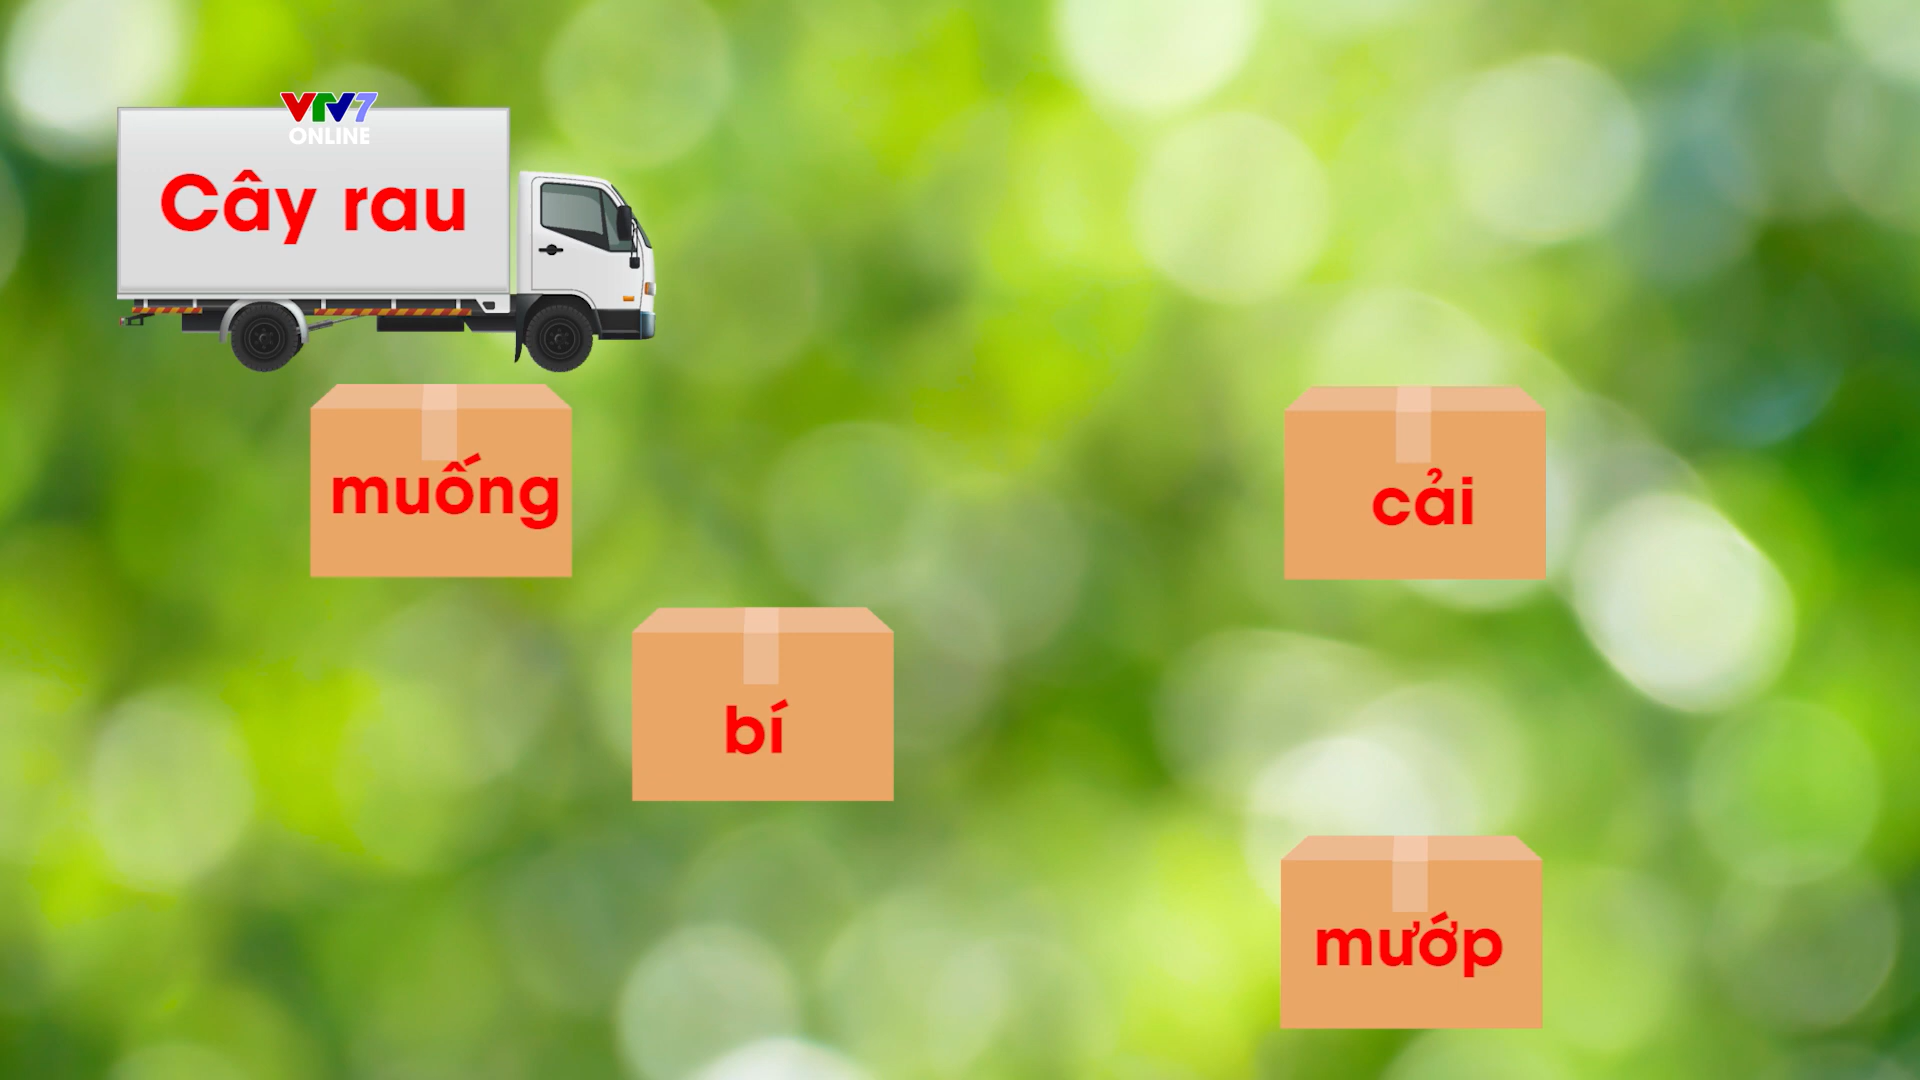 VTV7
ONLINE
Cây rau
muống
cải
bí
mướp